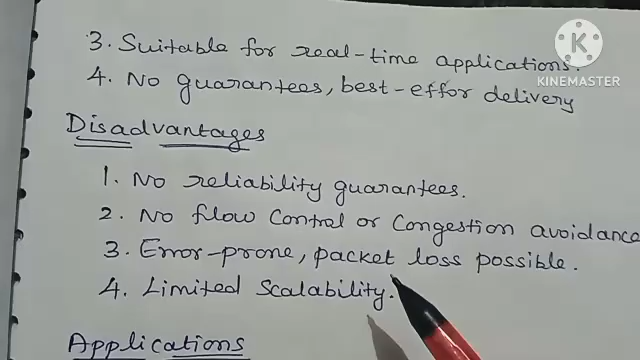 3. Suitable for real-time applications.
4. No guarantees, best-effor delivery
Disadvantages
1. No reliability guarantees.
2. No flow control or congestion avoidance
3. Error-prone, packet loss possible.
4. Limited scalability.
Applications
KINEMASTER